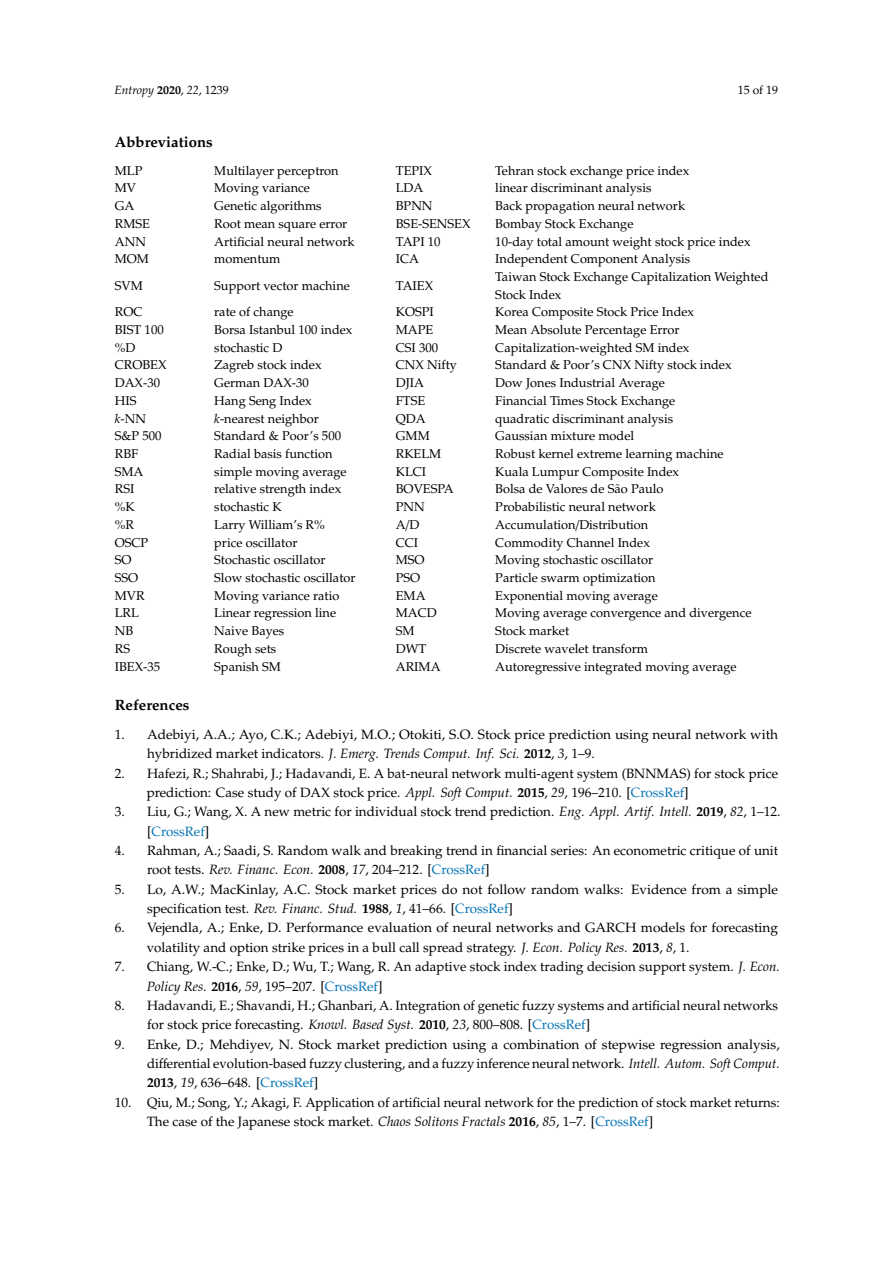 Entropy 2020, 22, 1239 15 of 19
Abbreviations
MLP Multilayer perceptron TEPIX Tehran stock exchange price index
MV Moving variance LDA linear discriminant analysis
GA Genetic algorithms BPNN Back propagation neural network
RMSE Root mean square error BSE-SENSEX Bombay Stock Exchange
ANN Artificial neural network TAPI 10 10-day total amount weight stock price index
MOM momentum ICA Independent Component Analysis
SVM Support vector machine TAIEX Taiwan Stock Exchange Capitalization Weighted
Stock Index
ROC rate of change KOSPI Korea Composite Stock Price Index
BIST 100 Borsa Istanbul 100 index MAPE Mean Absolute Percentage Error
%D stochastic D CSI 300 Capitalization-weighted SM index
CROBEX Zagreb stock index CNX Nifty Standard & Poor's CNX Nifty stock index
DAX-30 German DAX-30 DJIA Dow Jones Industrial Average
HIS Hang Seng Index FTSE Financial Times Stock Exchange
k-NN k-nearest neighbor QDA quadratic discriminant analysis
S&P 500 Standard & Poor's 500 GMM Gaussian mixture model
RBF Radial basis function RKELM Robust kernel extreme learning machine
SMA simple moving average KLCI Kuala Lumpur Composite Index
RSI relative strength index BOVESPA Bolsa de Valores de São Paulo
%K stochastic K PNN Probabilistic neural network
%R Larry William's R% A/D Accumulation/Distribution
OSCP price oscillator CCI Commodity Channel Index
SO Stochastic oscillator MSO Moving stochastic oscillator
SSO Slow stochastic oscillator PSO Particle swarm optimization
MVR Moving variance ratio EMA Exponential moving average
LRL Linear regression line MACD Moving average convergence and divergence
NB Naive Bayes SM Stock market
RS Rough sets DWT Discrete wavelet transform
IBEX-35 Spanish SM ARIMA Autoregressive integrated moving average
References
1. Adebiyi, A.A.; Ayo, C.K.; Adebiyi, M.O.; Otokiti, S.O. Stock price prediction using neural network with
hybridized market indicators. J. Emerg. Trends Comput. Inf. Sci. 2012, 3, 1–9.
2. Hafezi, R.; Shahrabi, J.; Hadavandi, E. A bat-neural network multi-agent system (BNNMAS) for stock price
prediction: Case study of DAX stock price. Appl. Soft Comput. 2015, 29, 196–210. [CrossRef]
3. Liu, G.; Wang, X. A new metric for individual stock trend prediction. Eng. Appl. Artif. Intell. 2019, 82, 1–12.
[CrossRef]
4. Rahman, A.; Saadi, S. Random walk and breaking trend in financial series: An econometric critique of unit
root tests. Rev. Financ. Econ. 2008, 17, 204–212. [CrossRef]
5. Lo, A.W.; MacKinlay, A.C. Stock market prices do not follow random walks: Evidence from a simple
specification test. Rev. Financ. Stud. 1988, 1, 41–66. [CrossRef]
6. Vejendla, A.; Enke, D. Performance evaluation of neural networks and GARCH models for forecasting
volatility and option strike prices in a bull call spread strategy. J. Econ. Policy Res. 2013, 8, 1.
7. Chiang, W.-C.; Enke, D.; Wu, T.; Wang, R. An adaptive stock index trading decision support system. J. Econ.
Policy Res. 2016, 59, 195–207. [CrossRef]
8. Hadavandi, E.; Shavandi, H.; Ghanbari, A. Integration of genetic fuzzy systems and artificial neural networks
for stock price forecasting. Knowl. Based Syst. 2010, 23, 800–808. [CrossRef]
9. Enke, D.; Mehdiyev, N. Stock market prediction using a combination of stepwise regression analysis,
differential evolution-based fuzzy clustering, and a fuzzy inference neural network. Intell. Autom. Soft Comput.
2013, 19, 636–648. [CrossRef]
10. Qiu, M.; Song, Y.; Akagi, F. Application of artificial neural network for the prediction of stock market returns:
The case of the Japanese stock market. Chaos Solitons Fractals 2016, 85, 1–7. [CrossRef]